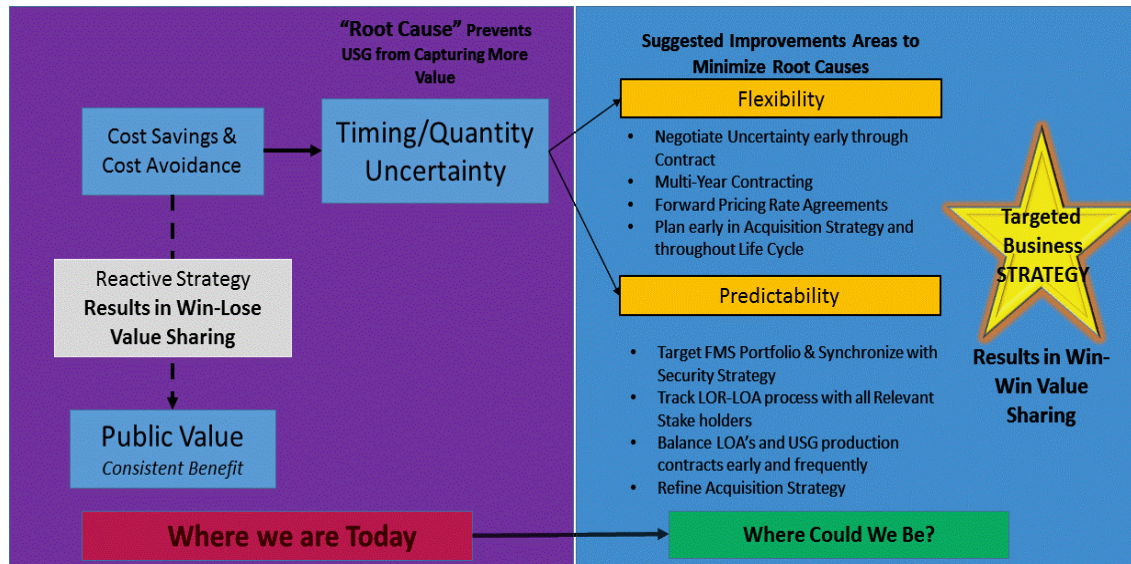 “Root Cause” Prevents
USG from Capturing More
Value
Cost Savings &
Cost Avoidance
Timing/Quantity
Uncertainty
Reactive Strategy
Results in Win-Lose
Value Sharing
Public Value
Consistent Benefit
Where we are Today
Suggested Improvements Areas to
Minimize Root Causes
Flexibility
• Negotiate Uncertainty early through
Contract
• Multi-Year Contracting
• Forward Pricing Rate Agreements
• Plan early in Acquisition Strategy and
throughout Life Cycle
Predictability
• Target FMS Portfolio & Synchronize with
Security Strategy
• Track LOR-LOA process with all Relevant
Stake holders
• Balance LOA’s and USG production
contracts early and frequently
• Refine Acquisition Strategy
Targeted
Business
STRATEGY
Results in Win-
Win Value
Sharing
Where Could We Be?